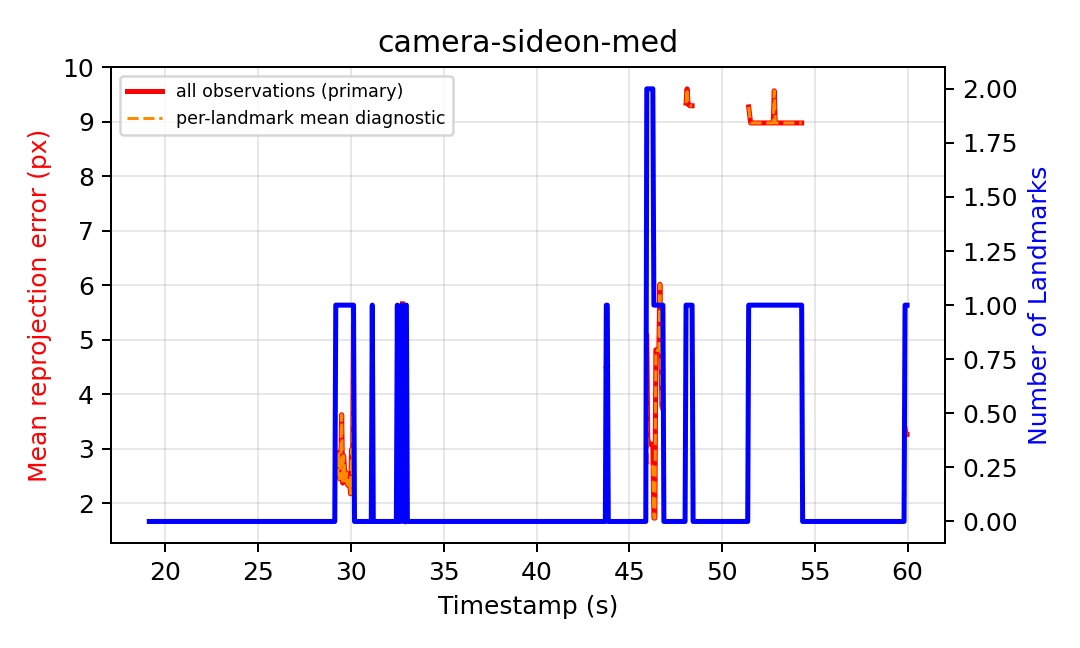 camera-sideon-med
all observations (primary)
per-landmark mean diagnostic
Mean reprojection error (px)
10
9
8
7
6
5
4
3
2
2.00
1.75
1.50
1.25
1.00
0.75
0.50
0.25
0.00
Number of Landmarks
20 25 30 35 40 45 50 55 60
Timestamp (s)